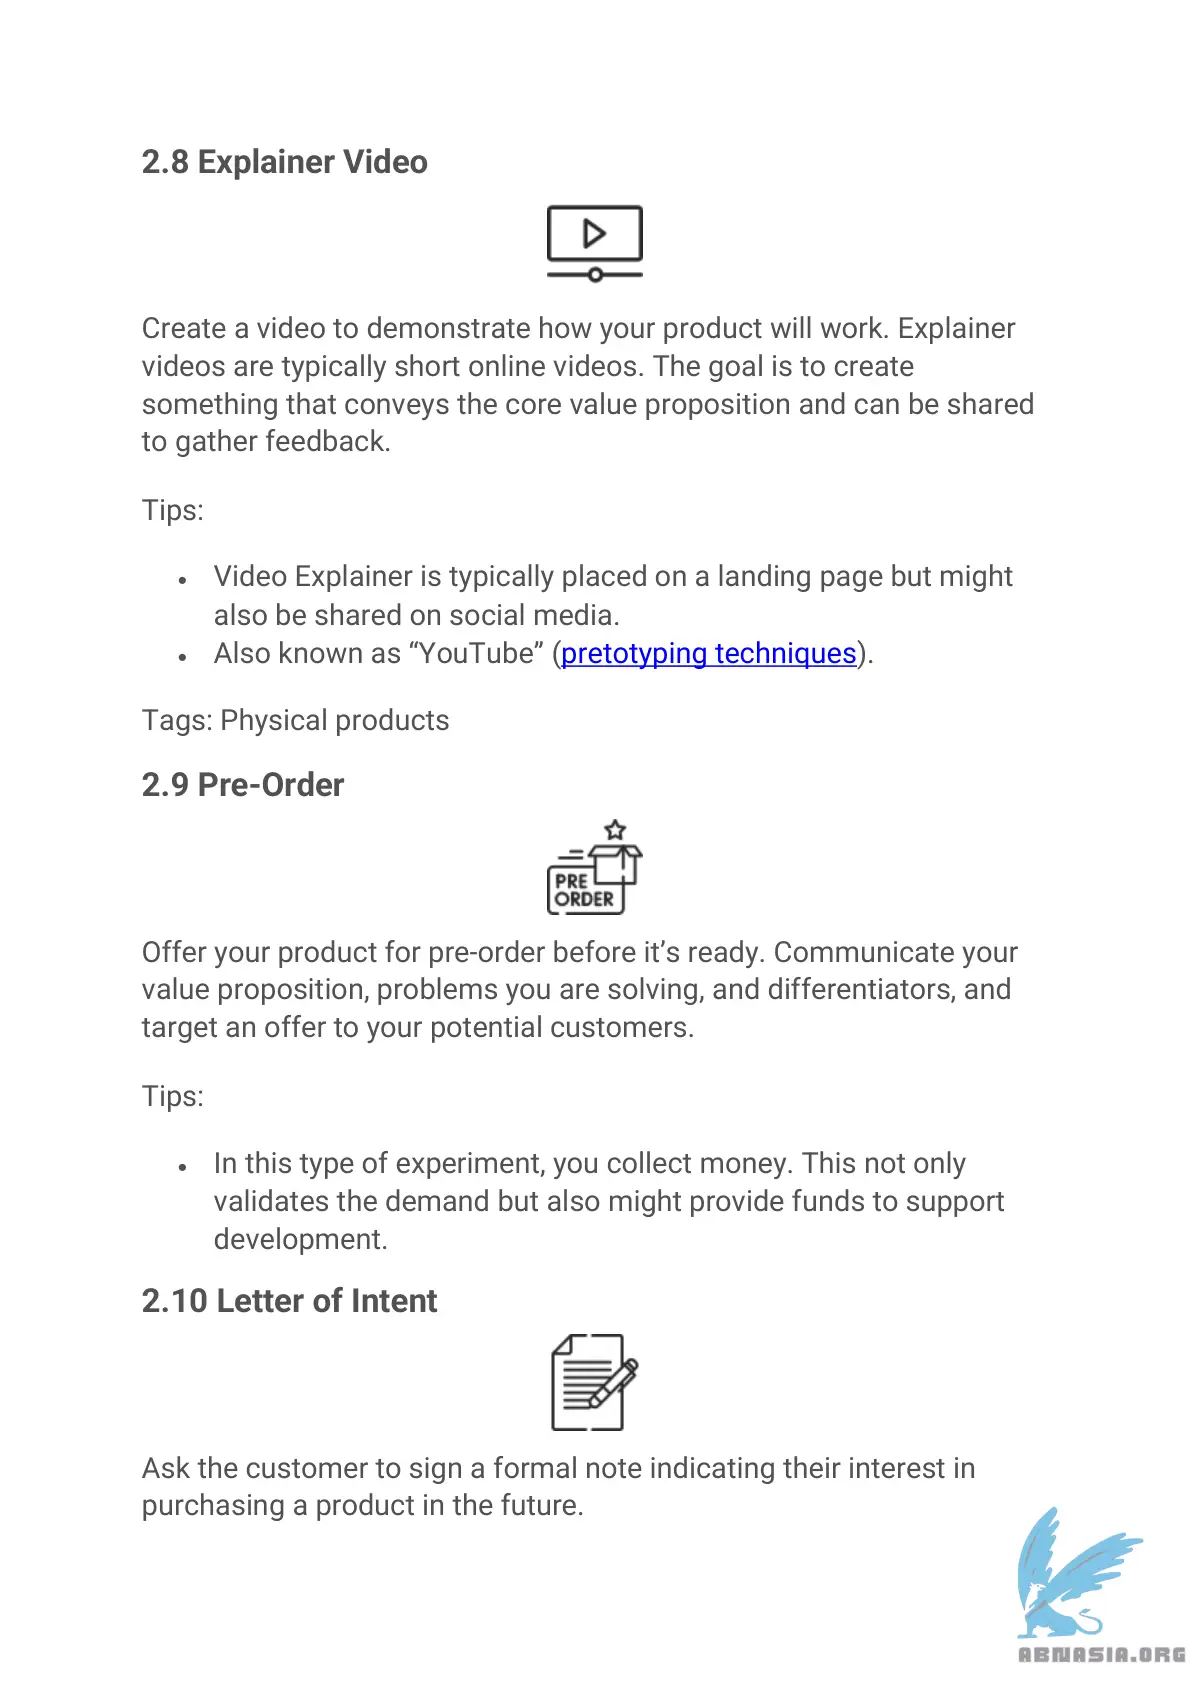 2.8 Explainer Video
Create a video to demonstrate how your product will work. Explainer
videos are typically short online videos. The goal is to create
something that conveys the core value proposition and can be shared
to gather feedback.
Tips:
• Video Explainer is typically placed on a landing page but might
also be shared on social media.
• Also known as “YouTube” (pretotyping techniques).
Tags: Physical products
2.9 Pre-Order
PRE
ORDER
Offer your product for pre-order before it’s ready. Communicate your
value proposition, problems you are solving, and differentiators, and
target an offer to your potential customers.
Tips:
• In this type of experiment, you collect money. This not only
validates the demand but also might provide funds to support
development.
2.10 Letter of Intent
Ask the customer to sign a formal note indicating their interest in
purchasing a product in the future.
ABNASIA.ORG